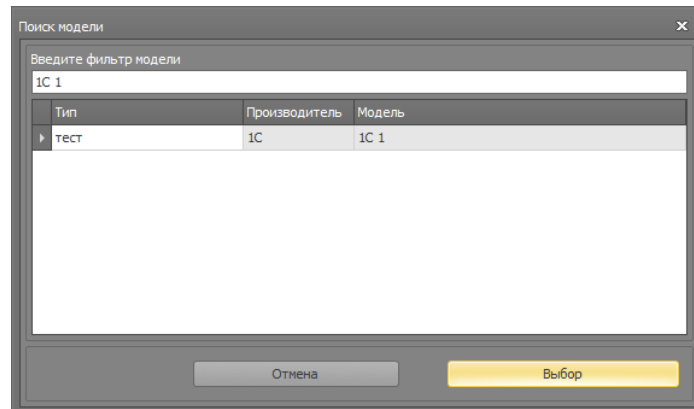 Поиск модели
Введите фильтр модели
1С 1
Тип Производитель Модель
тест 1С 1С 1
Отмена Выбор